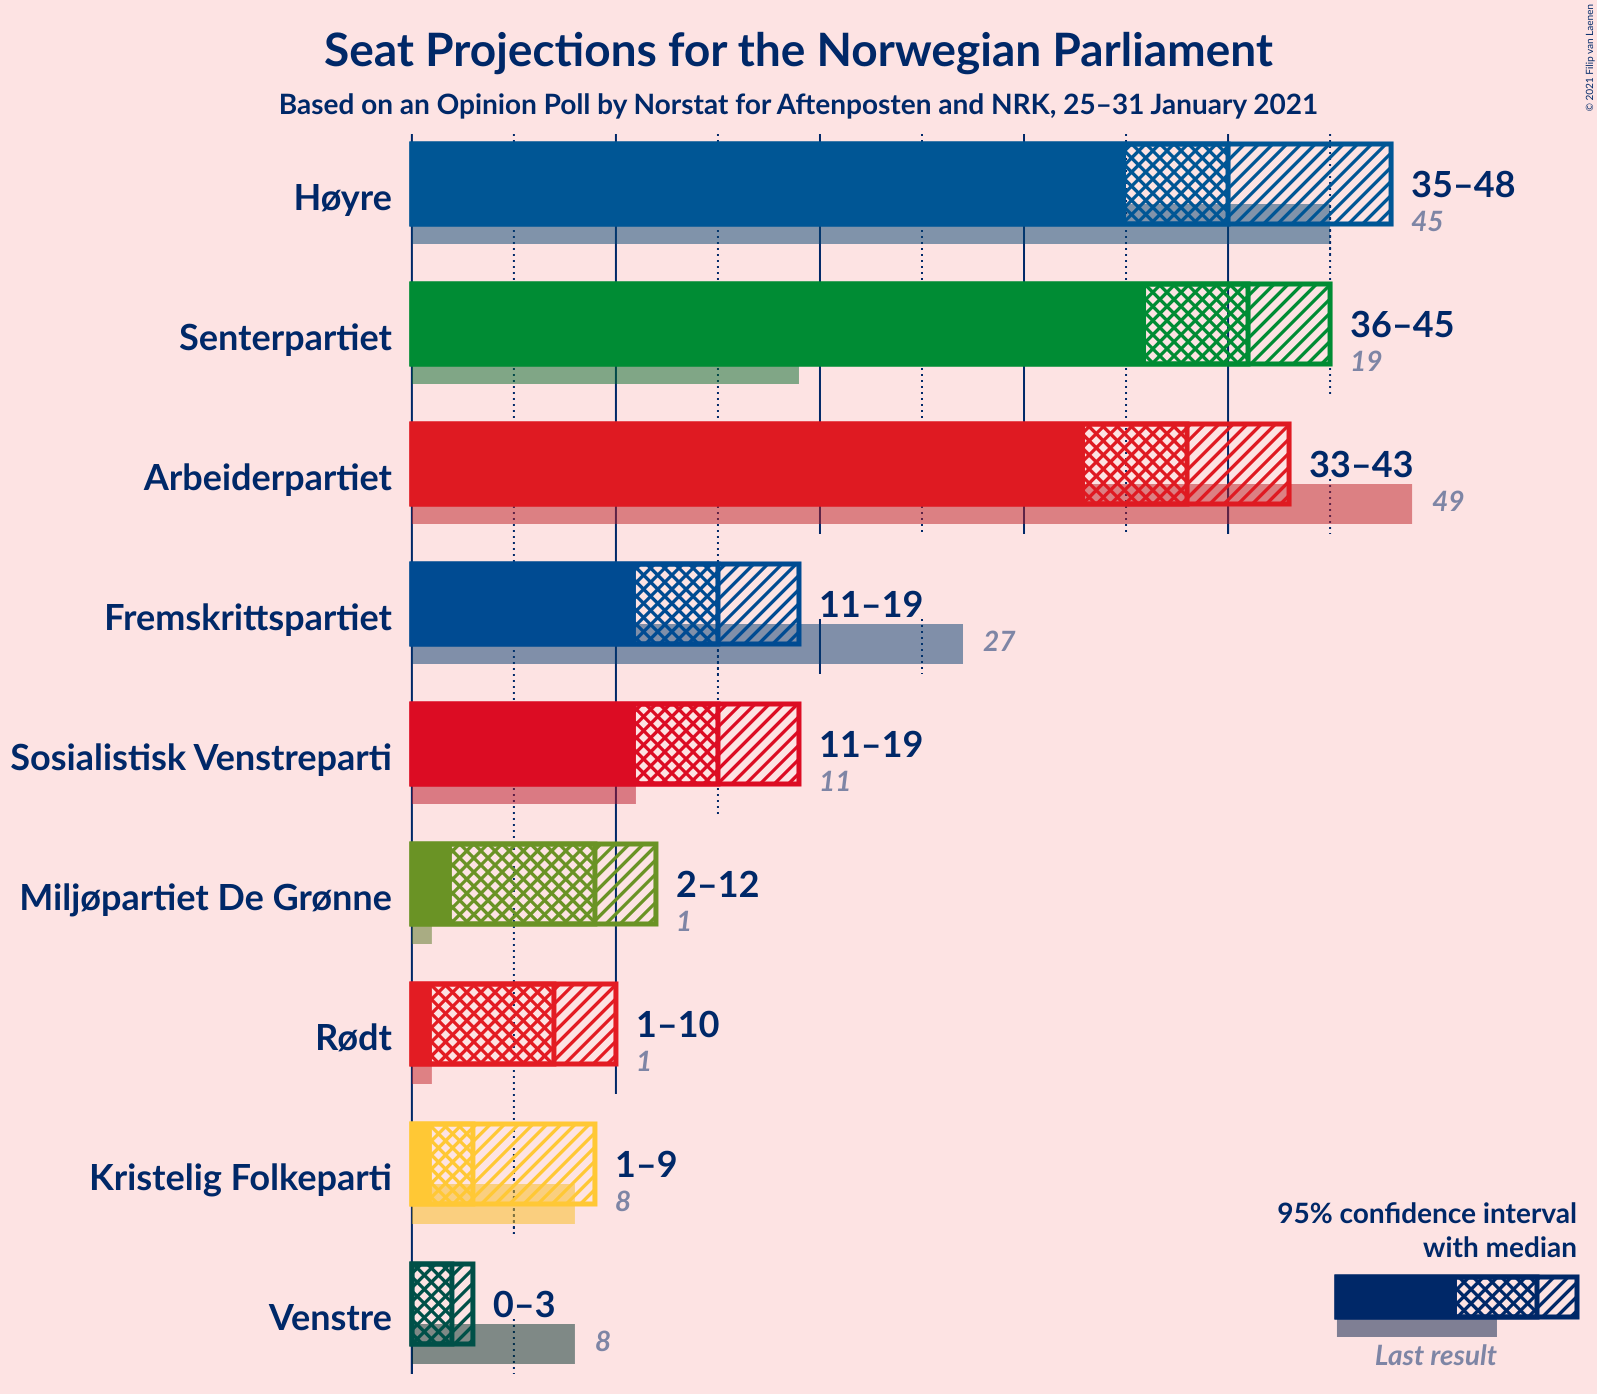 Seat Projections for the Norwegian Parliament
Based on an Opinion Poll by Norstat for Aftenposten and NRK, 25–31 January 2021
© 2021 Filip van Laenen
Høyre
35–48
45
Senterpartiet
36–45
19
Arbeiderpartiet
33–43
49
Fremskrittspartiet
11–19
27
Sosialistisk Venstreparti
11–19
11
Miljøpartiet De Grønne
2–12
1
Rødt
1–10
1
Kristelig Folkeparti
1–9
8
Venstre
0–3
8
95% confidence interval
with median
Last result